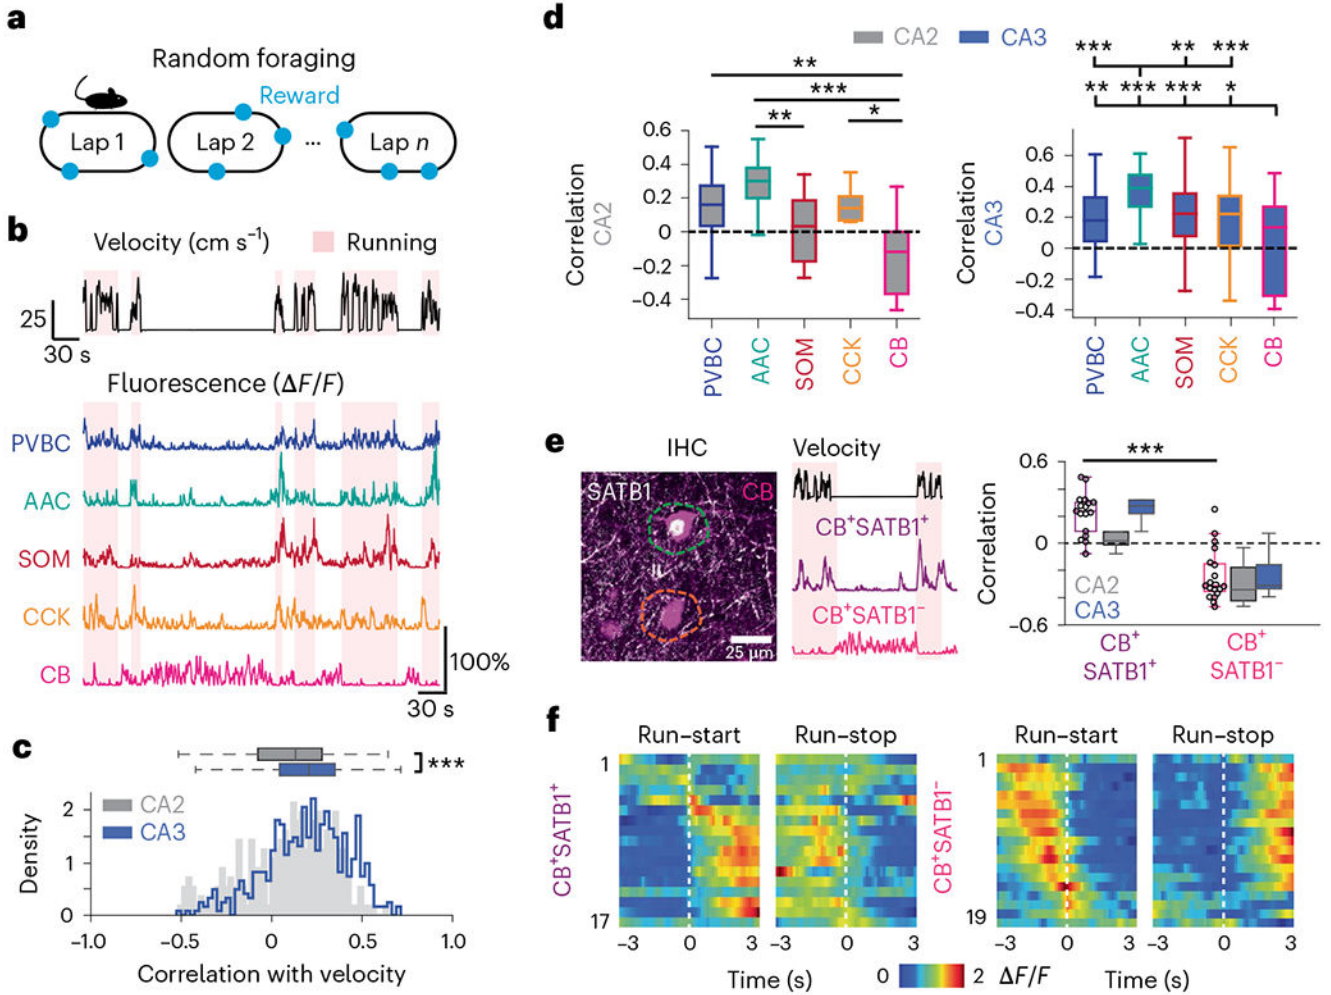 a
Random foraging
Reward
Lap 1
Lap 2
...
Lap n
b
Velocity (cm s⁻¹)
Running
25
30 s
Fluorescence (ΔF/F)
PVBC
AAC
SOM
CCK
CB
100%
30 s
c
***
CA2
CA3
Density
2
1
0
−1.0
−0.5
0
0.5
1.0
Correlation with velocity
d
CA2
CA3
**
***
**
*
Correlation
CA2
0.6
0.4
0.2
0
−0.2
−0.4
PVBC
AAC
SOM
CCK
CB
***
**
***
**
***
***
*
Correlation
CA3
0.6
0.4
0.2
0
−0.2
−0.4
PVBC
AAC
SOM
CCK
CB
e
IHC
SATB1
CB
25 μm
Velocity
CB⁺SATB1⁺
CB⁺SATB1⁻
***
Correlation
0.6
0
−0.6
CA2
CA3
CB⁺
SATB1⁺
CB⁺
SATB1⁻
f
Run–start
Run–stop
CB⁺SATB1⁺
1
17
−3
0
3
−3
0
3
Time (s)
Run–start
Run–stop
CB⁺SATB1⁻
1
19
−3
0
3
−3
0
3
Time (s)
0
2
ΔF/F